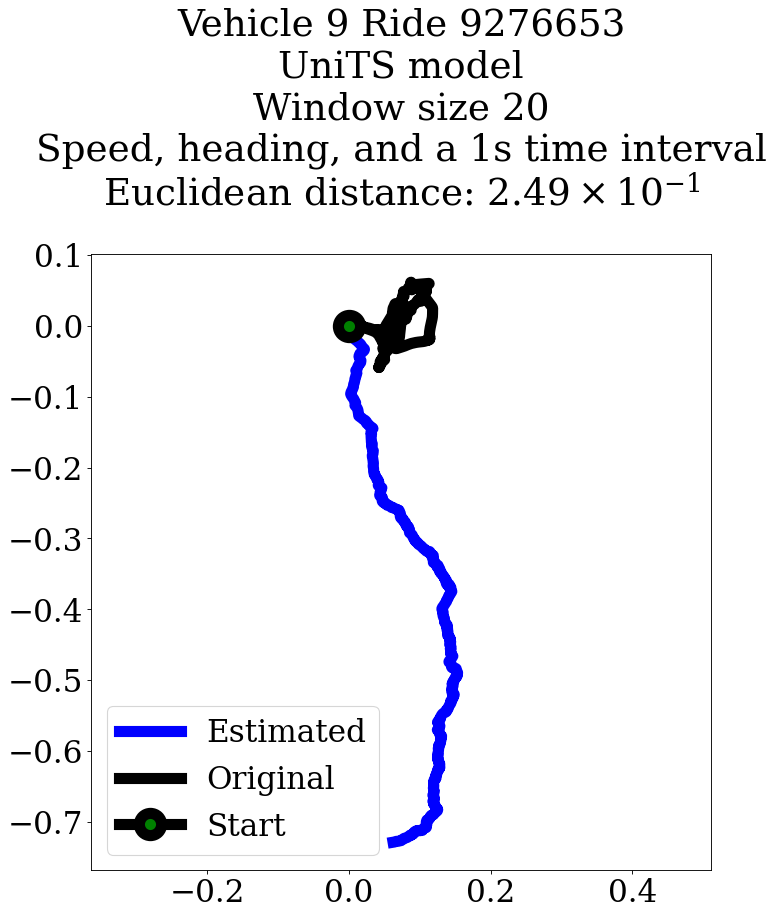 Vehicle 9 Ride 9276653
UniTS model
Window size 20
Speed, heading, and a 1s time interval
Euclidean distance: 2.49 × 10⁻¹
0.1
0.0
−0.1
−0.2
−0.3
−0.4
−0.5
−0.6
−0.7
Estimated
Original
Start
−0.2 0.0 0.2 0.4